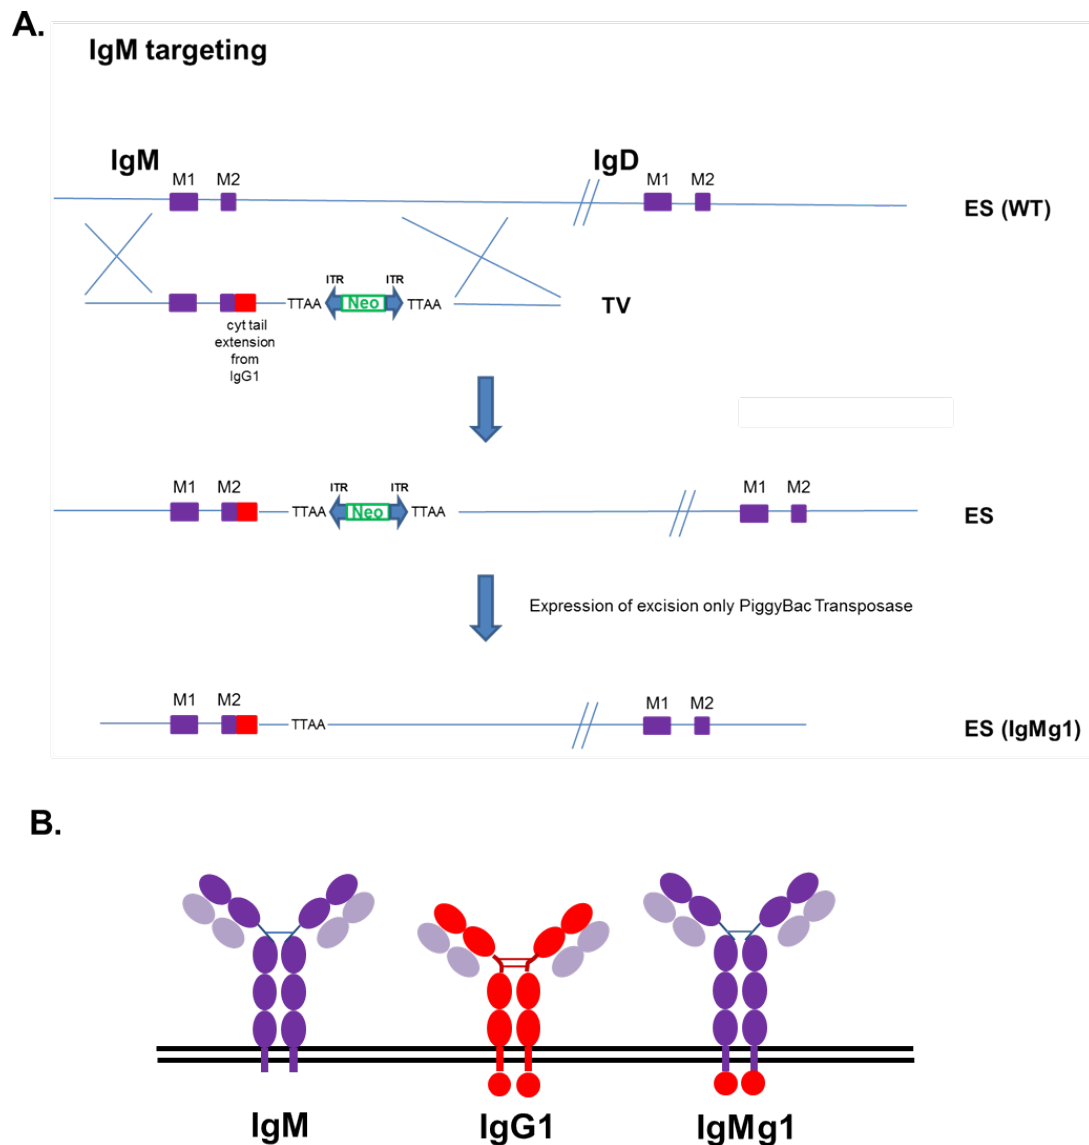 A.
IgM targeting
IgM
IgD
M1 M2
M1 M2
ES (WT)
ITR ITR
TTAA Neo TTAA
TV
cyt tail
extension
from
IgG1
M1 M2
ITR ITR
M1 M2
TTAA Neo TTAA
ES
Expression of excision only PiggyBac Transposase
M1 M2
M1 M2
TTAA
ES (IgMg1)
B.
IgM
IgG1
IgMg1